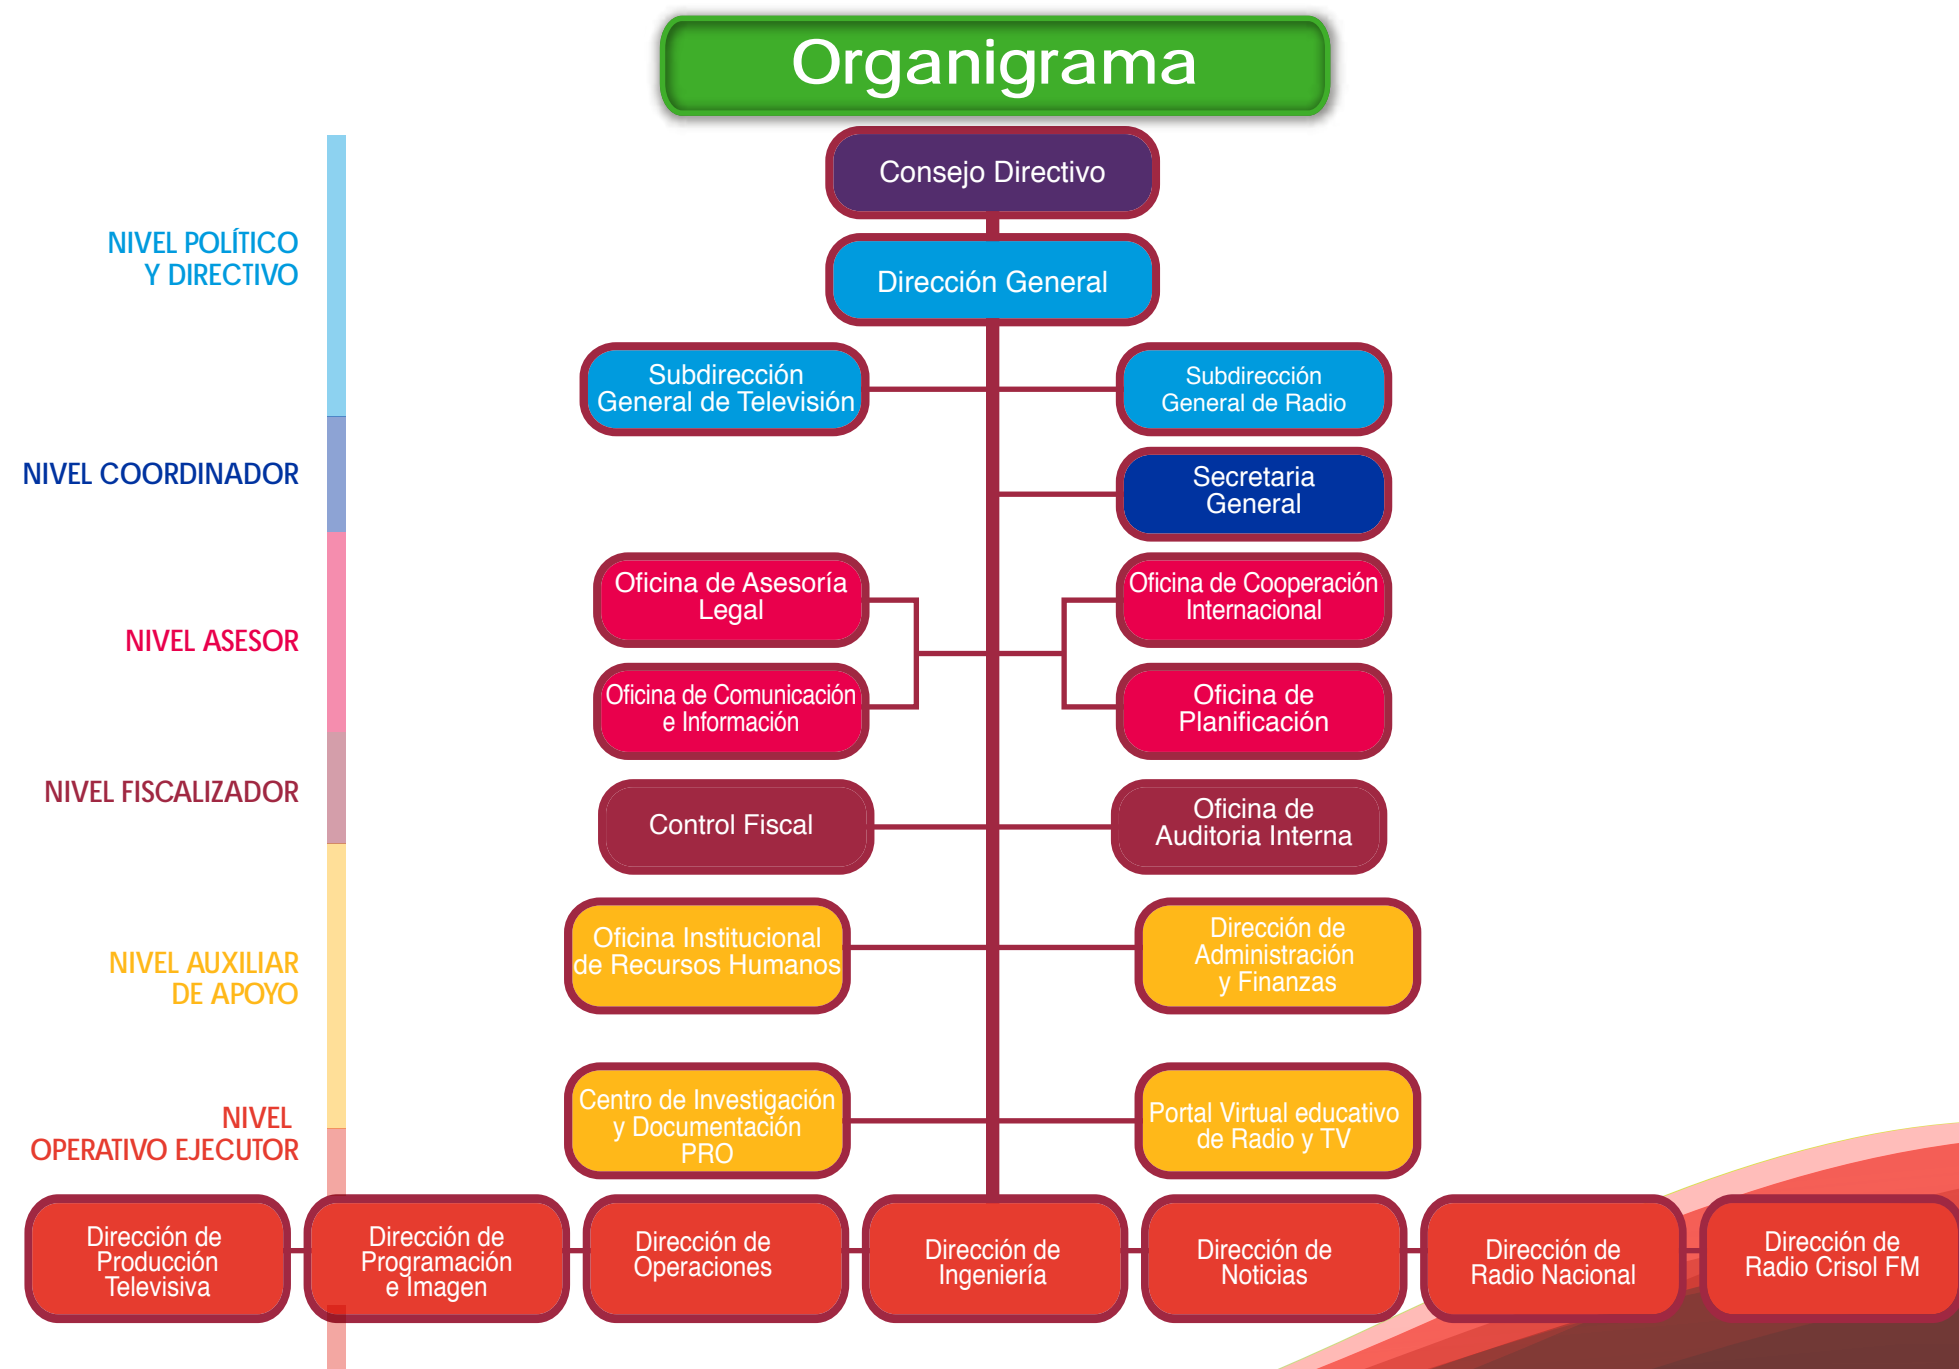 Organigrama
Consejo Directivo
NIVEL POLÍTICO
Y DIRECTIVO
Dirección General
Subdirección
General de Televisión
Subdirección
General de Radio
NIVEL COORDINADOR
Secretaria
General
NIVEL ASESOR
Oficina de Asesoría
Legal
Oficina de Cooperación
Internacional
Oficina de Comunicación
e Información
Oficina de
Planificación
NIVEL FISCALIZADOR
Control Fiscal
Oficina de
Auditoria Interna
NIVEL AUXILIAR
DE APOYO
Oficina Institucional
de Recursos Humanos
Dirección de
Administración
y Finanzas
Centro de Investigación
y Documentación
PRO
Portal Virtual educativo
de Radio y TV
NIVEL
OPERATIVO EJECUTOR
Dirección de
Producción
Televisiva
Dirección de
Programación
e Imagen
Dirección de
Operaciones
Dirección de
Ingeniería
Dirección de
Noticias
Dirección de
Radio Nacional
Dirección de
Radio Crisol FM